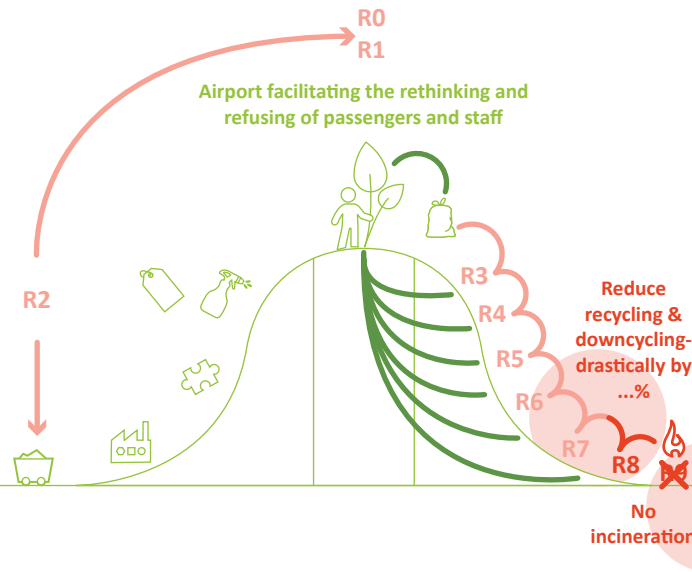 R0
R1
Airport facilitating the rethinking and
refusing of passengers and staff
R2
R3
R4
R5
R6
R7
R8
R9
Reduce
recycling &
downcycling-
drastically by
...%
No
incineration